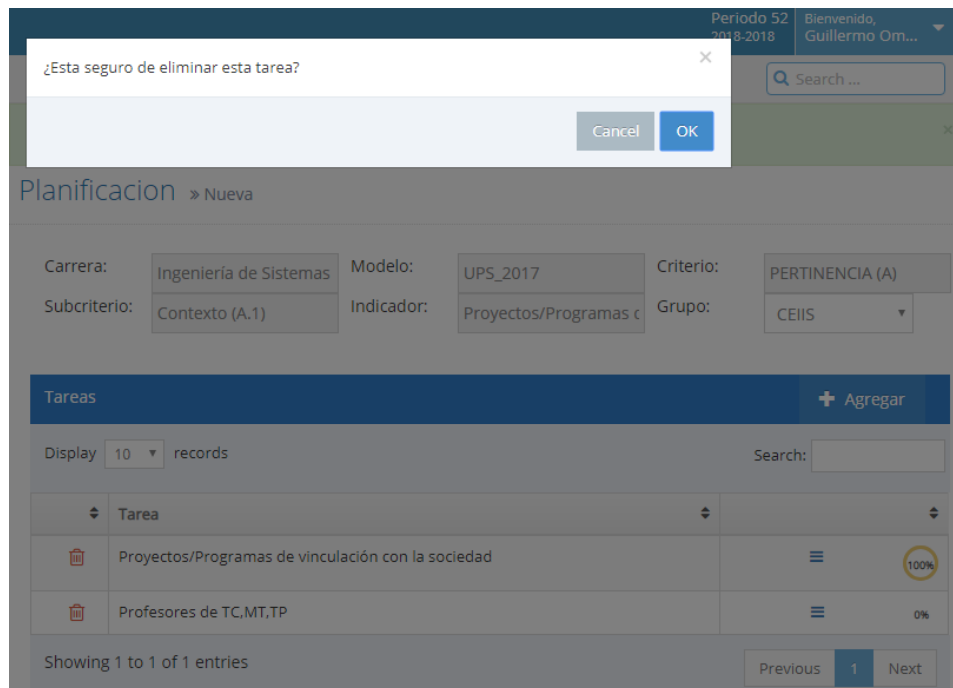 Periodo 52 Bienvenido,
2018-2018 Guillermo Om...
¿Esta seguro de eliminar esta tarea? ×
Search ...
Cancel OK ×
Planificacion » Nueva
Carrera: Ingeniería de Sistemas Modelo: UPS_2017 Criterio: PERTINENCIA (A)
Subcriterio: Contexto (A.1) Indicador: Proyectos/Programas d Grupo: CEIIS
Tareas + Agregar
Display 10 records Search:
Tarea
Proyectos/Programas de vinculación con la sociedad 100%
Profesores de TC,MT,TP 0%
Showing 1 to 1 of 1 entries Previous 1 Next